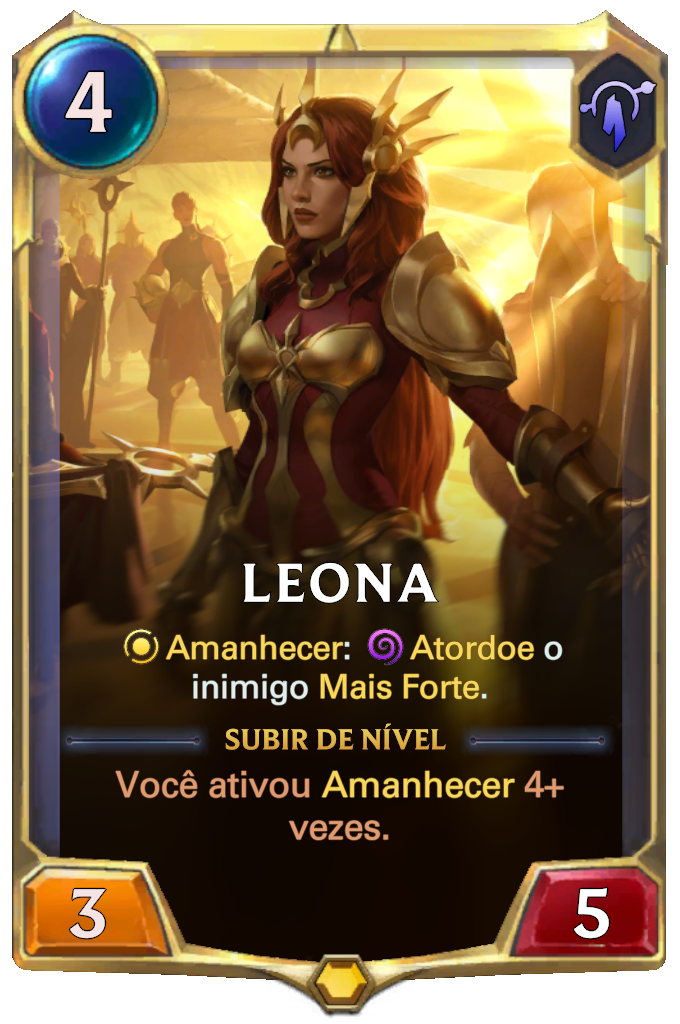 4
LEONA
Amanhecer: Atordoe o
inimigo Mais Forte.
SUBIR DE NÍVEL
Você ativou Amanhecer 4+
vezes.
3
5